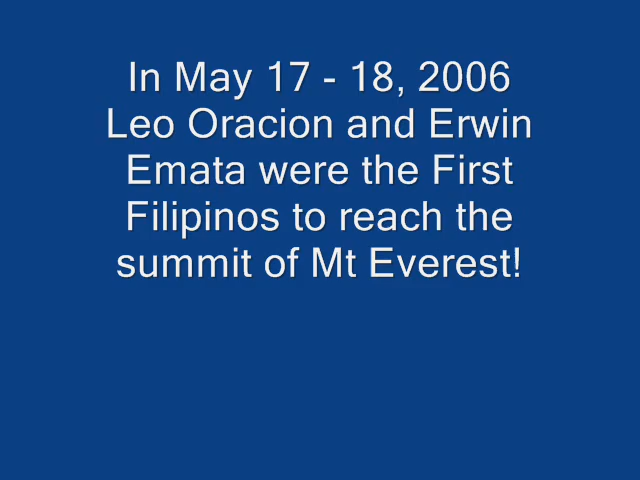 In May 17 - 18, 2006
Leo Oracion and Erwin
Emata were the First
Filipinos to reach the
summit of Mt Everest!